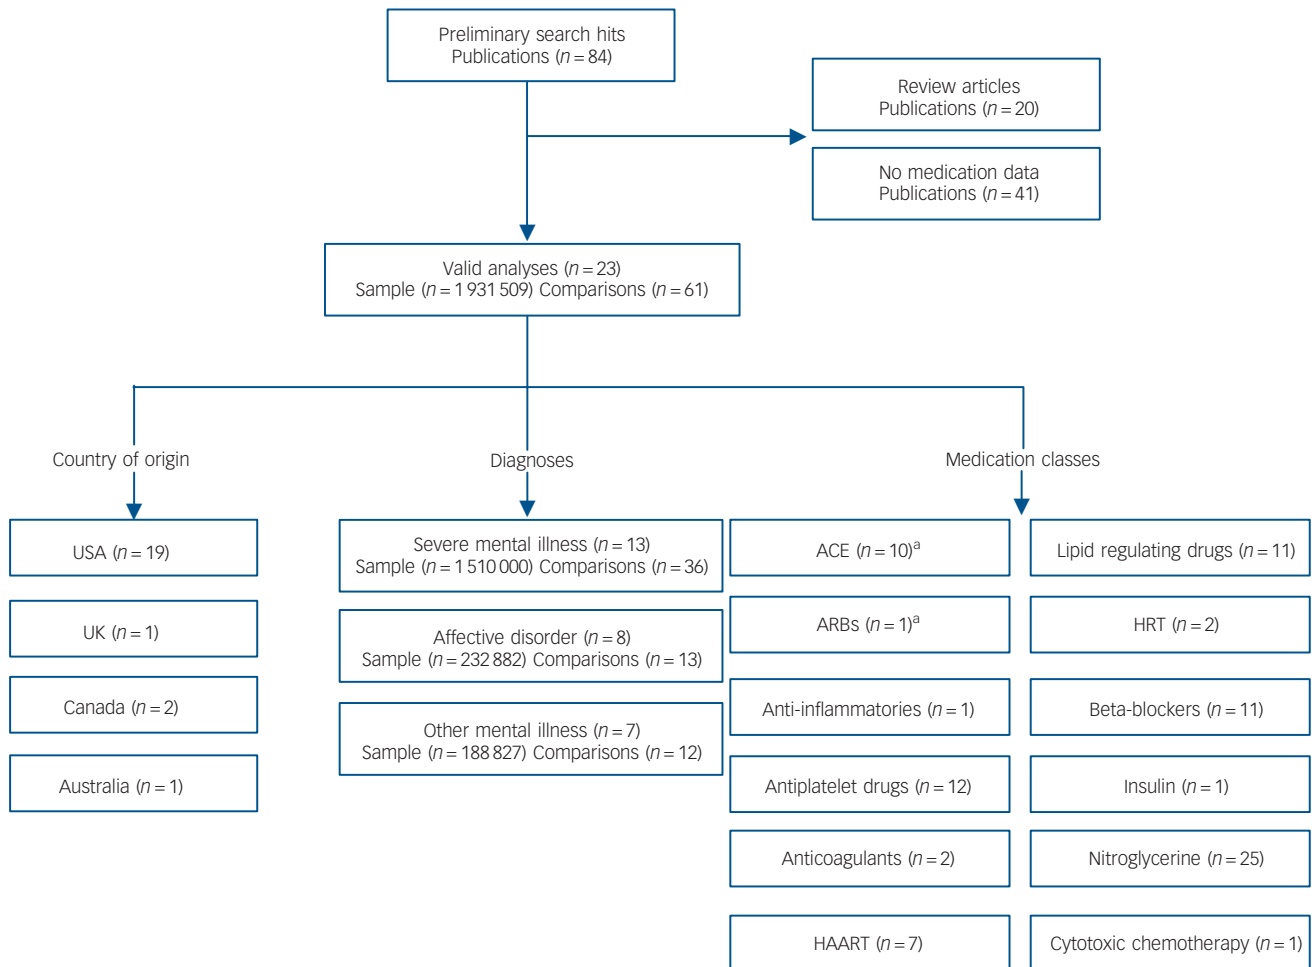 Preliminary search hits
Publications (n = 84)
Review articles
Publications (n = 20)
No medication data
Publications (n = 41)
Valid analyses (n = 23)
Sample (n = 1 931 509) Comparisons (n = 61)
Country of origin
Diagnoses
Medication classes
USA (n = 19)
UK (n = 1)
Canada (n = 2)
Australia (n = 1)
Severe mental illness (n = 13)
Sample (n = 1 510 000) Comparisons (n = 36)
Affective disorder (n = 8)
Sample (n = 232 882) Comparisons (n = 13)
Other mental illness (n = 7)
Sample (n = 188 827) Comparisons (n = 12)
ACE (n = 10)a
ARBs (n = 1)a
Anti-inflammatories (n = 1)
Antiplatelet drugs (n = 12)
Anticoagulants (n = 2)
HAART (n = 7)
Lipid regulating drugs (n = 11)
HRT (n = 2)
Beta-blockers (n = 11)
Insulin (n = 1)
Nitroglycerine (n = 25)
Cytotoxic chemotherapy (n = 1)